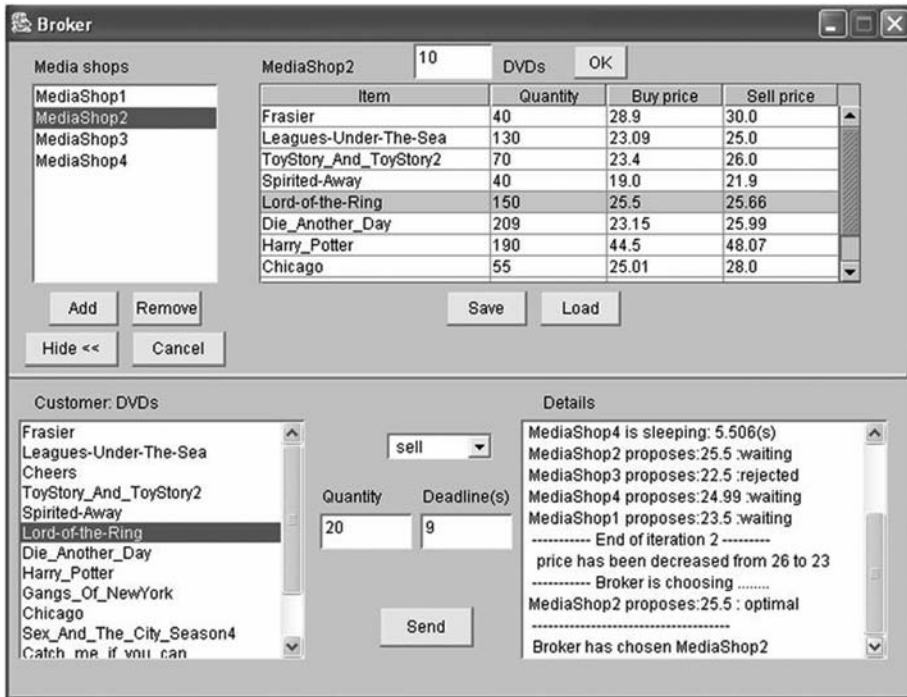 Broker
Media shops
MediaShop2 10 DVDs OK
MediaShop1
MediaShop2
MediaShop3
MediaShop4
Item Quantity Buy price Sell price
Frasier 40 28.9 30.0
Leagues-Under-The-Sea 130 23.09 25.0
ToyStory_And_ToyStory2 70 23.4 26.0
Spirited-Away 40 19.0 21.9
Lord-of-the-Ring 150 25.5 25.66
Die_Another_Day 209 23.15 25.99
Harry_Potter 190 44.5 48.07
Chicago 55 25.01 28.0
Add Remove
Save Load
Hide << Cancel
Customer: DVDs
Frasier
Leagues-Under-The-Sea
Cheers
ToyStory_And_ToyStory2
Spirited-Away
Lord-of-the-Ring
Die_Another_Day
Harry_Potter
Gangs_Of_NewYork
Chicago
Sex_And_The_City_Season4
Catch_me_if_you_can
sell
Quantity Deadline(s)
20 9
Send
Details
MediaShop4 is sleeping: 5.506(s)
MediaShop2 proposes:25.5 :waiting
MediaShop3 proposes:22.5 :rejected
MediaShop4 proposes:24.99 :waiting
MediaShop1 proposes:23.5 :waiting
----------- End of iteration 2 ---------
price has been decreased from 26 to 23
----------- Broker is choosing ........
MediaShop2 proposes:25.5 : optimal
------------------------------------
Broker has chosen MediaShop2